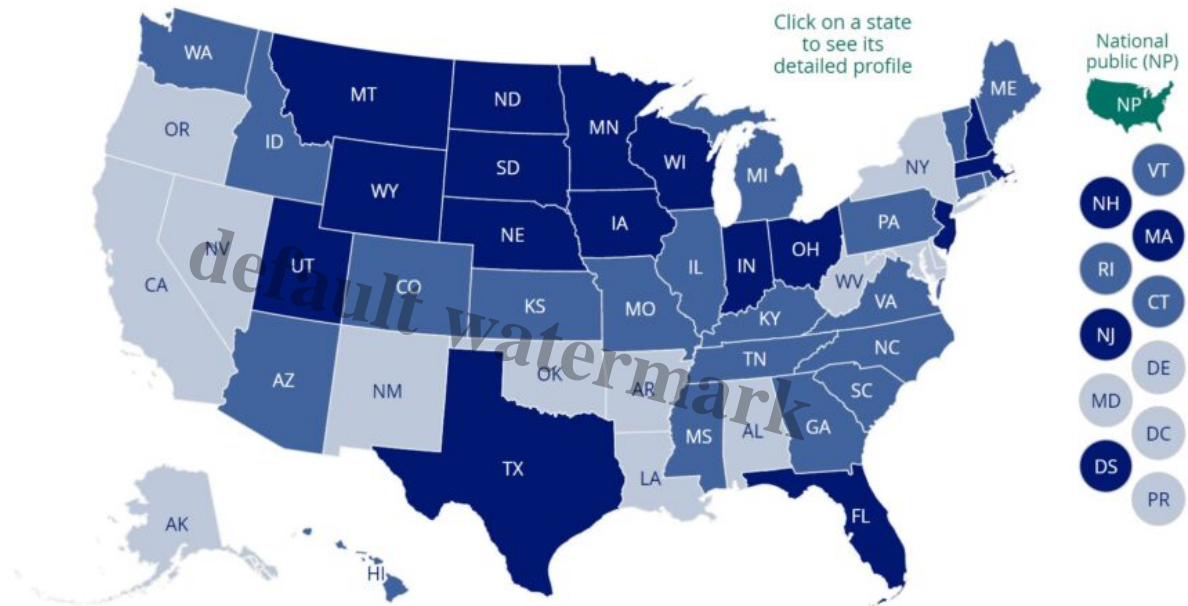 Click on a state
to see its
detailed profile
National
public (NP)
NP
WA
MT
ND
MN
ME
OR
ID
SD
WI
MI
NY
VT
WY
NH
IA
PA
MA
NE
NV
UT
CO
IL
IN
OH
WV
VA
RI
CT
CA
KS
MO
KY
NJ
default watermark
AZ
NM
OK
AR
TN
NC
SC
DE
MS
AL
GA
MD
DC
TX
LA
FL
DS
PR
AK
HI